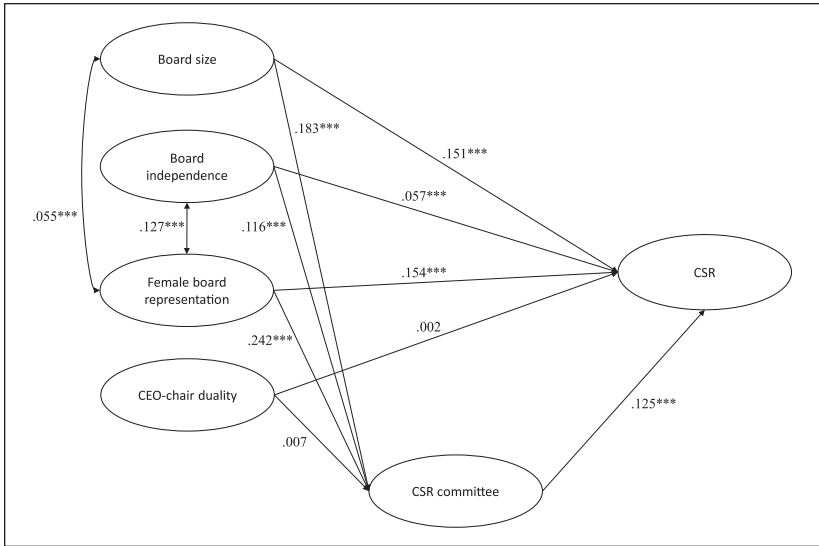 Board size
.183***
.151***
Board
independence
.057***
.055***
.127***
.116***
Female board
representation
.154***
CSR
.242***
.002
CEO-chair duality
.125***
.007
CSR committee